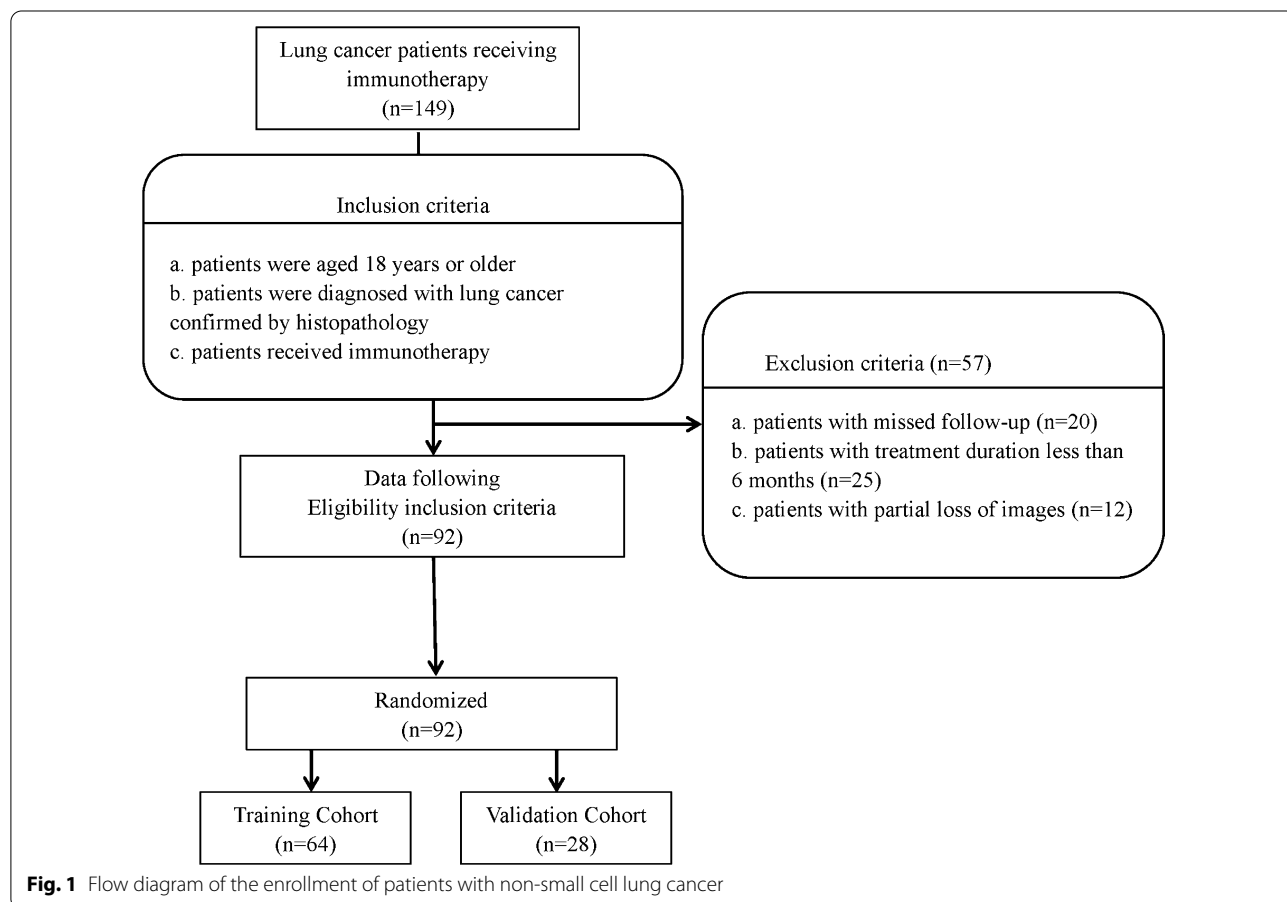 Lung cancer patients receiving
immunotherapy
(n=149)
Inclusion criteria
a. patients were aged 18 years or older
b. patients were diagnosed with lung cancer
confirmed by histopathology
c. patients received immunotherapy
Exclusion criteria (n=57)
a. patients with missed follow-up (n=20)
b. patients with treatment duration less than
6 months (n=25)
c. patients with partial loss of images (n=12)
Data following
Eligibility inclusion criteria
(n=92)
Randomized
(n=92)
Training Cohort
(n=64)
Validation Cohort
(n=28)
Fig. 1 Flow diagram of the enrollment of patients with non-small cell lung cancer